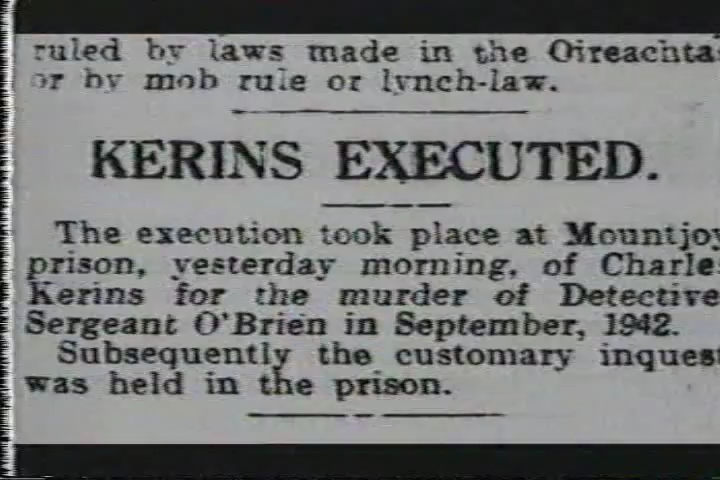 ruled by laws made in the Oireachta
or by mob rule or lynch-law.
KERINS EXECUTED.
The execution took place at Mountjoy
prison, yesterday morning, of Charle
Kerins for the murder of Detective
Sergeant O'Brien in September, 1942.
Subsequently the customary inquest
was held in the prison.